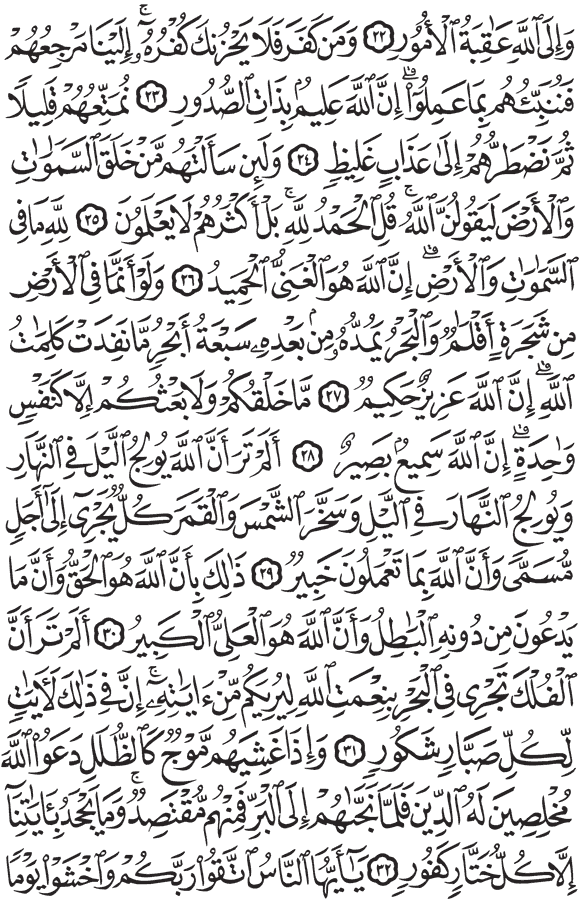 وَإِلَى ٱللَّهِ عَٰقِبَةُ ٱلْأُمُورِ ٢٢ وَمَن كَفَرَ فَلَا يَحْزُنكَ كُفْرُهُۥٓ ۚ إِلَيْنَا مَرْجِعُهُمْ
فَنُنَبِّئُهُم بِمَا عَمِلُوٓا۟ ۚ إِنَّ ٱللَّهَ عَلِيمٌۢ بِذَاتِ ٱلصُّدُورِ ٢٣ نُمَتِّعُهُمْ قَلِيلًا
ثُمَّ نَضْطَرُّهُمْ إِلَىٰ عَذَابٍ غَلِيظٍ ٢٤ وَلَئِن سَأَلْتَهُم مَّنْ خَلَقَ ٱلسَّمَٰوَٰتِ
وَٱلْأَرْضَ لَيَقُولُنَّ ٱللَّهُ ۚ قُلِ ٱلْحَمْدُ لِلَّهِ ۚ بَلْ أَكْثَرُهُمْ لَا يَعْلَمُونَ ٢٥ لِلَّهِ مَا فِى
ٱلسَّمَٰوَٰتِ وَٱلْأَرْضِ ۚ إِنَّ ٱللَّهَ هُوَ ٱلْغَنِىُّ ٱلْحَمِيدُ ٢٦ وَلَوْ أَنَّمَا فِى ٱلْأَرْضِ
مِن شَجَرَةٍ أَقْلَٰمٌ وَٱلْبَحْرُ يَمُدُّهُۥ مِنۢ بَعْدِهِۦ سَبْعَةُ أَبْحُرٍ مَّا نَفِدَتْ كَلِمَٰتُ
ٱللَّهِ ۗ إِنَّ ٱللَّهَ عَزِيزٌ حَكِيمٌ ٢٧ مَّا خَلْقُكُمْ وَلَا بَعْثُكُمْ إِلَّا كَنَفْسٍ
وَٰحِدَةٍ ۗ إِنَّ ٱللَّهَ سَمِيعٌۢ بَصِيرٌ ٢٨ أَلَمْ تَرَ أَنَّ ٱللَّهَ يُولِجُ ٱلَّيْلَ فِى ٱلنَّهَارِ
وَيُولِجُ ٱلنَّهَارَ فِى ٱلَّيْلِ وَسَخَّرَ ٱلشَّمْسَ وَٱلْقَمَرَ كُلٌّ يَجْرِىٓ إِلَىٰٓ أَجَلٍ
مُّسَمًّى وَأَنَّ ٱللَّهَ بِمَا تَعْمَلُونَ خَبِيرٌ ٢٩ ذَٰلِكَ بِأَنَّ ٱللَّهَ هُوَ ٱلْحَقُّ وَأَنَّ مَا
يَدْعُونَ مِن دُونِهِ ٱلْبَٰطِلُ وَأَنَّ ٱللَّهَ هُوَ ٱلْعَلِىُّ ٱلْكَبِيرُ ٣٠ أَلَمْ تَرَ أَنَّ
ٱلْفُلْكَ تَجْرِى فِى ٱلْبَحْرِ بِنِعْمَتِ ٱللَّهِ لِيُرِيَكُم مِّنْ ءَايَٰتِهِۦٓ ۚ إِنَّ فِى ذَٰلِكَ لَءَايَٰتٍ
لِّكُلِّ صَبَّارٍ شَكُورٍ ٣١ وَإِذَا غَشِيَهُم مَّوْجٌ كَٱلظُّلَلِ دَعَوُا۟ ٱللَّهَ
مُخْلِصِينَ لَهُ ٱلدِّينَ فَلَمَّا نَجَّىٰهُمْ إِلَى ٱلْبَرِّ فَمِنْهُم مُّقْتَصِدٌ ۚ وَمَا يَجْحَدُ بِـَٔايَٰتِنَآ
إِلَّا كُلُّ خَتَّارٍ كَفُورٍ ٣٢ يَٰٓأَيُّهَا ٱلنَّاسُ ٱتَّقُوا۟ رَبَّكُمْ وَٱخْشَوْا۟ يَوْمًا